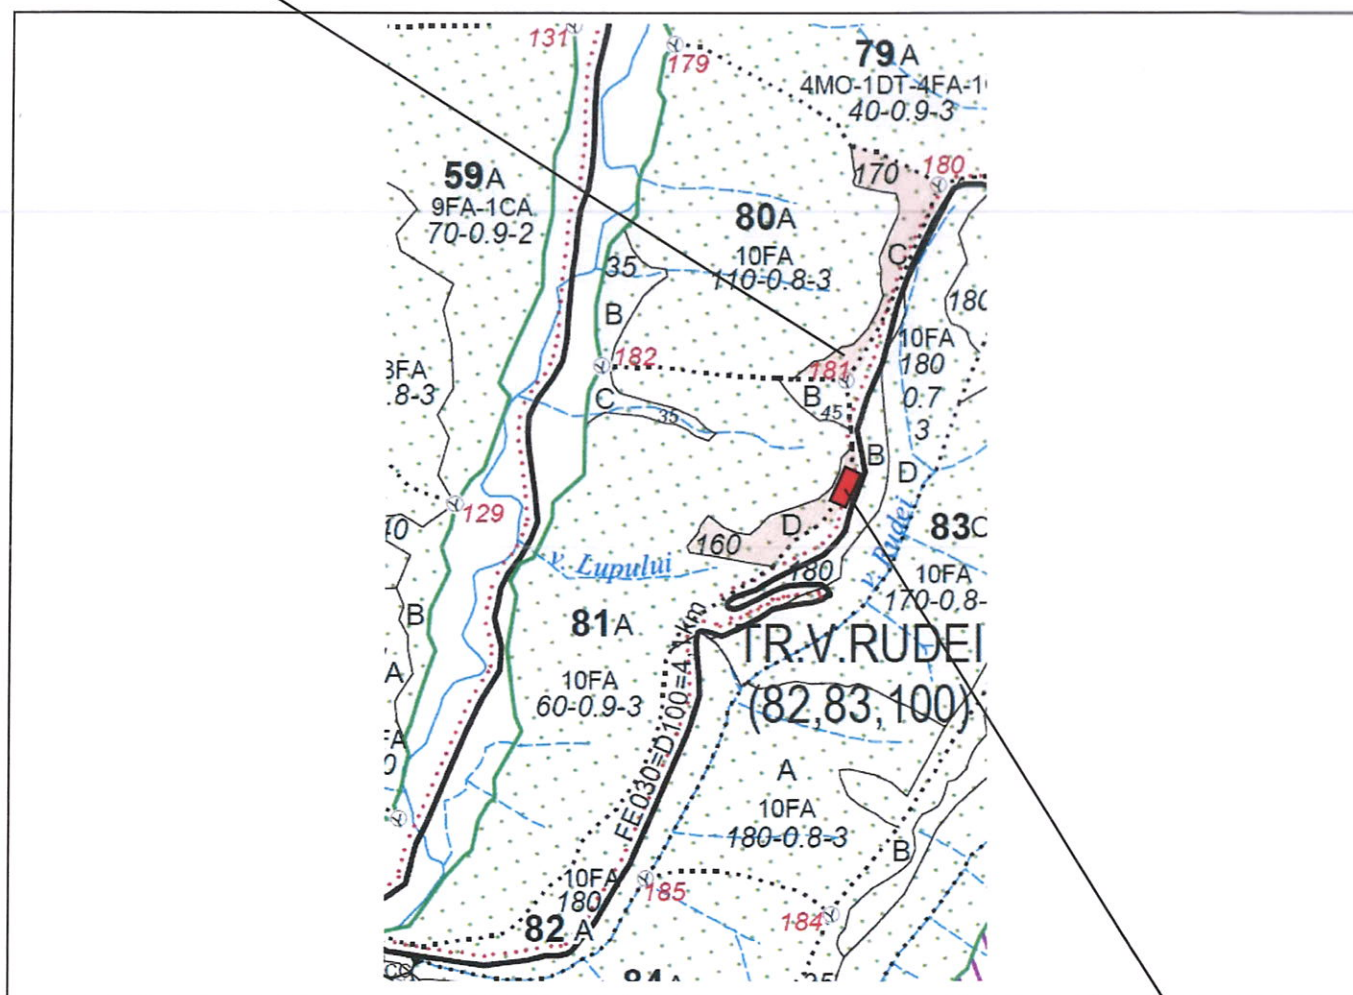 131
179
79A
4MO-1DT-4FA-1
40-0.9-3
170
180
59A
9FA-1CA
70-0.9-2
80A
10FA
110-0.8-3
C
35
B
180
10FA
180
0.7
3
182
181
8-3
C
35
B
45
B
D
129
D
160
83C
v. Rudei
v. Lupului
180
10FA
170-0.8-
B
81A
TR.V.RUDEI
(82,83,100)
A
10FA
60-0.9-3
FE030=D100=4,1km
A
10FA
180-0.8-3
B
10FA
180
185
184
82A